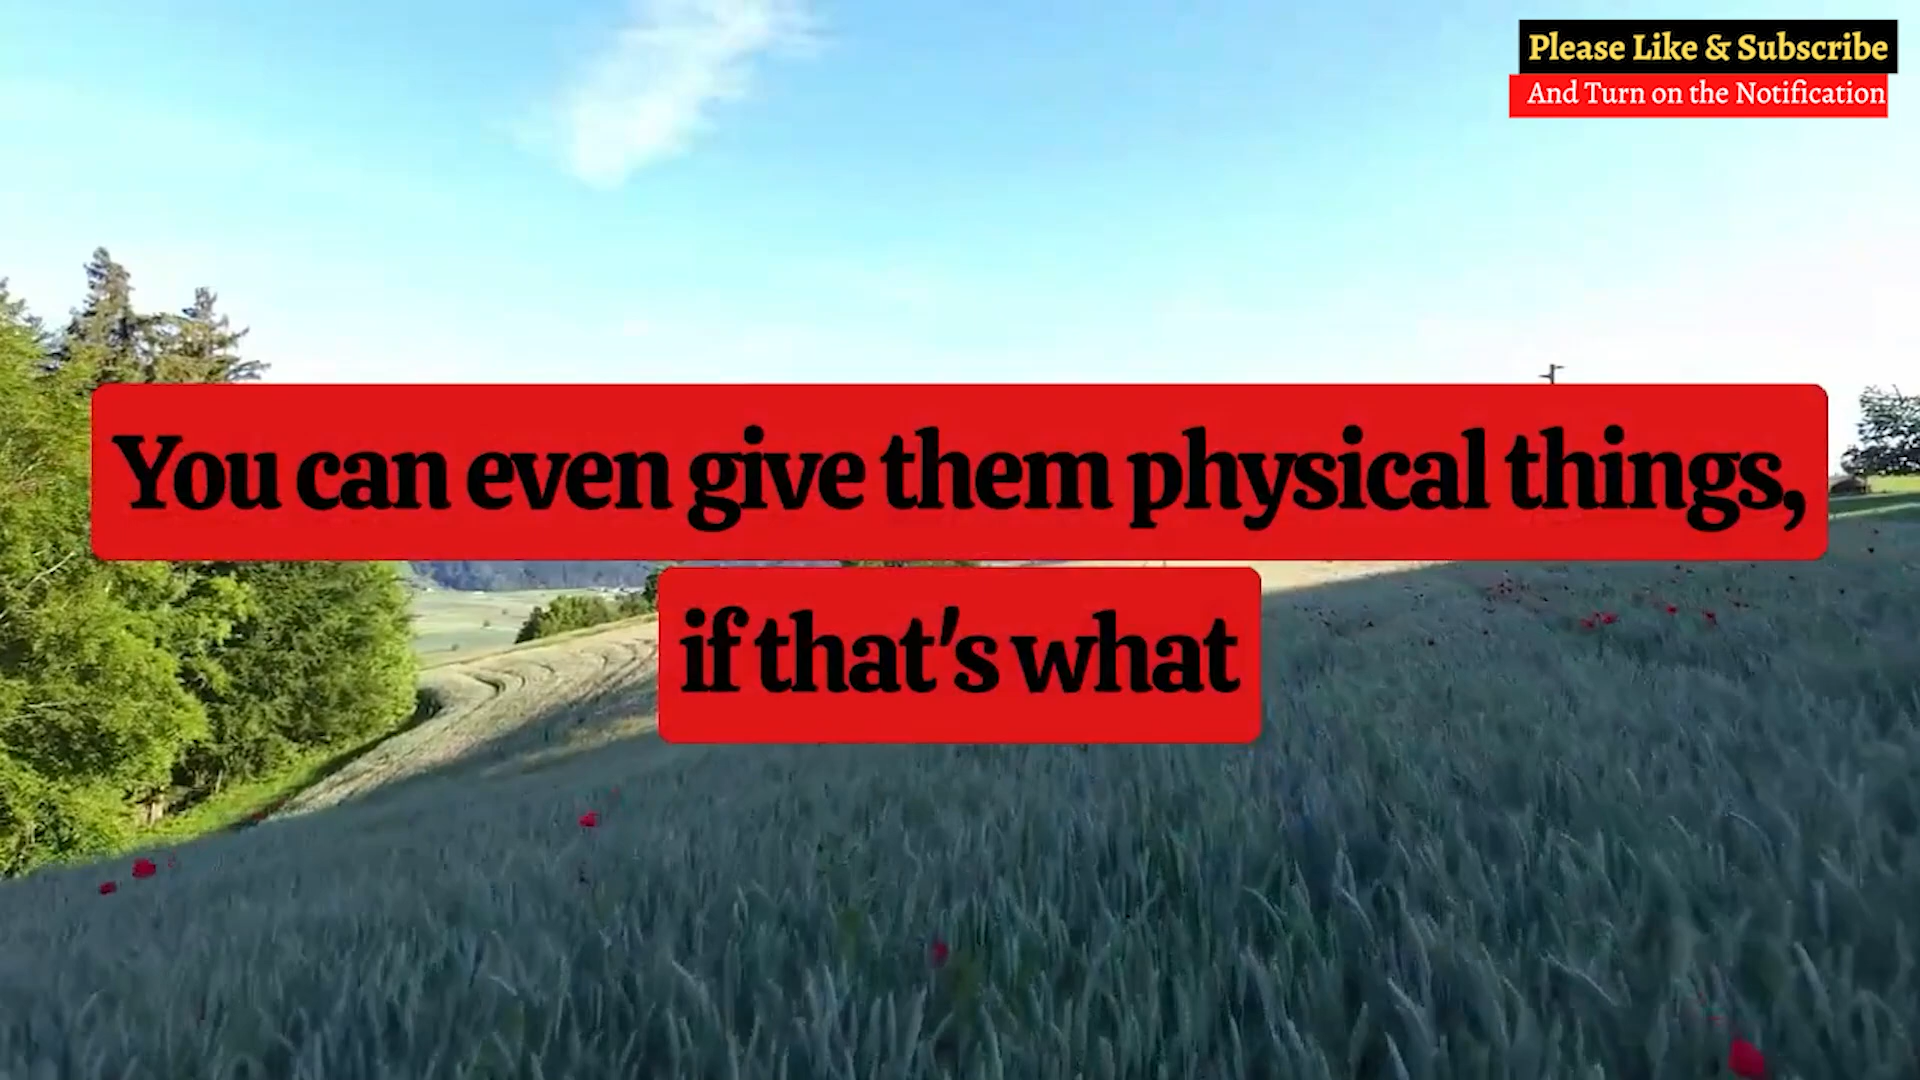 Please Like & Subscribe
And Turn on the Notification
You can even give them physical things,
if that's what